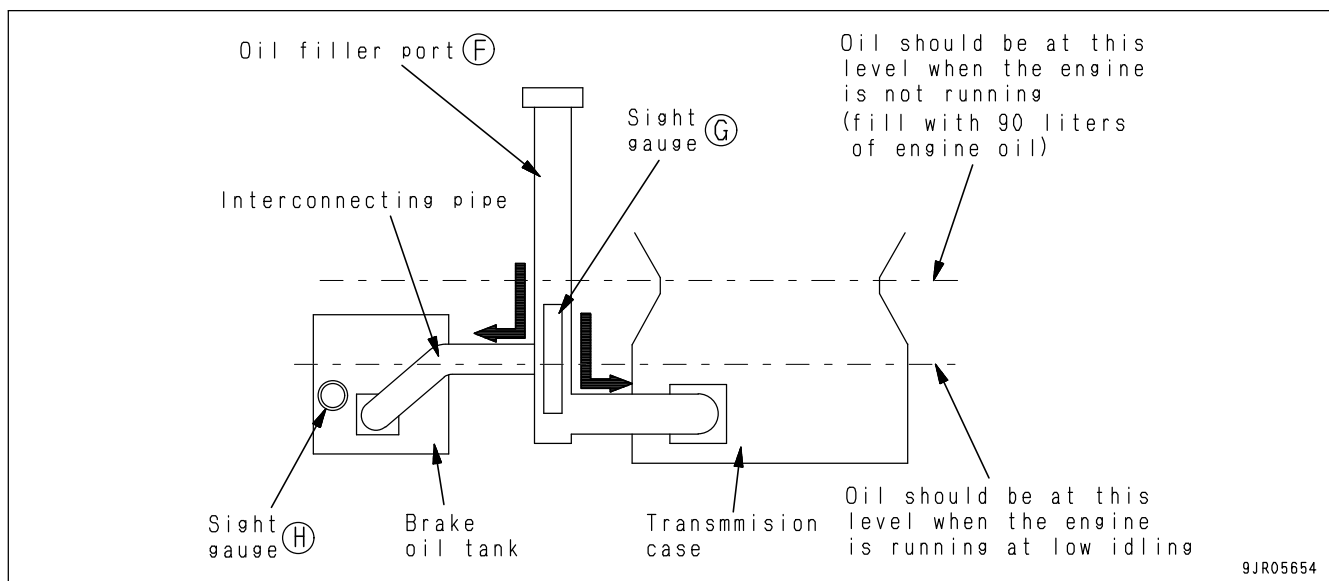 Oil filler port F
Sight
gauge G
Oil should be at this
level when the engine
is not running
(fill with 90 liters
of engine oil)
Interconnecting pipe
Sight
gauge H
Brake
oil tank
Transmmision
case
Oil should be at this
level when the engine
is running at low idling
9JR05654